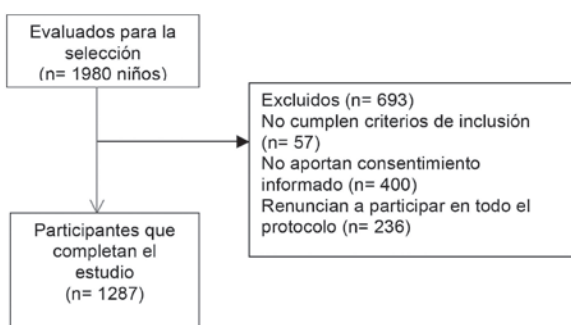 Evaluados para la
selección
(n= 1980 niños)
Excluidos (n= 693)
No cumplen criterios de inclusión
(n= 57)
No aportan consentimiento
informado (n= 400)
Renuncian a participar en todo el
protocolo (n= 236)
Participantes que
completan el
estudio
(n= 1287)